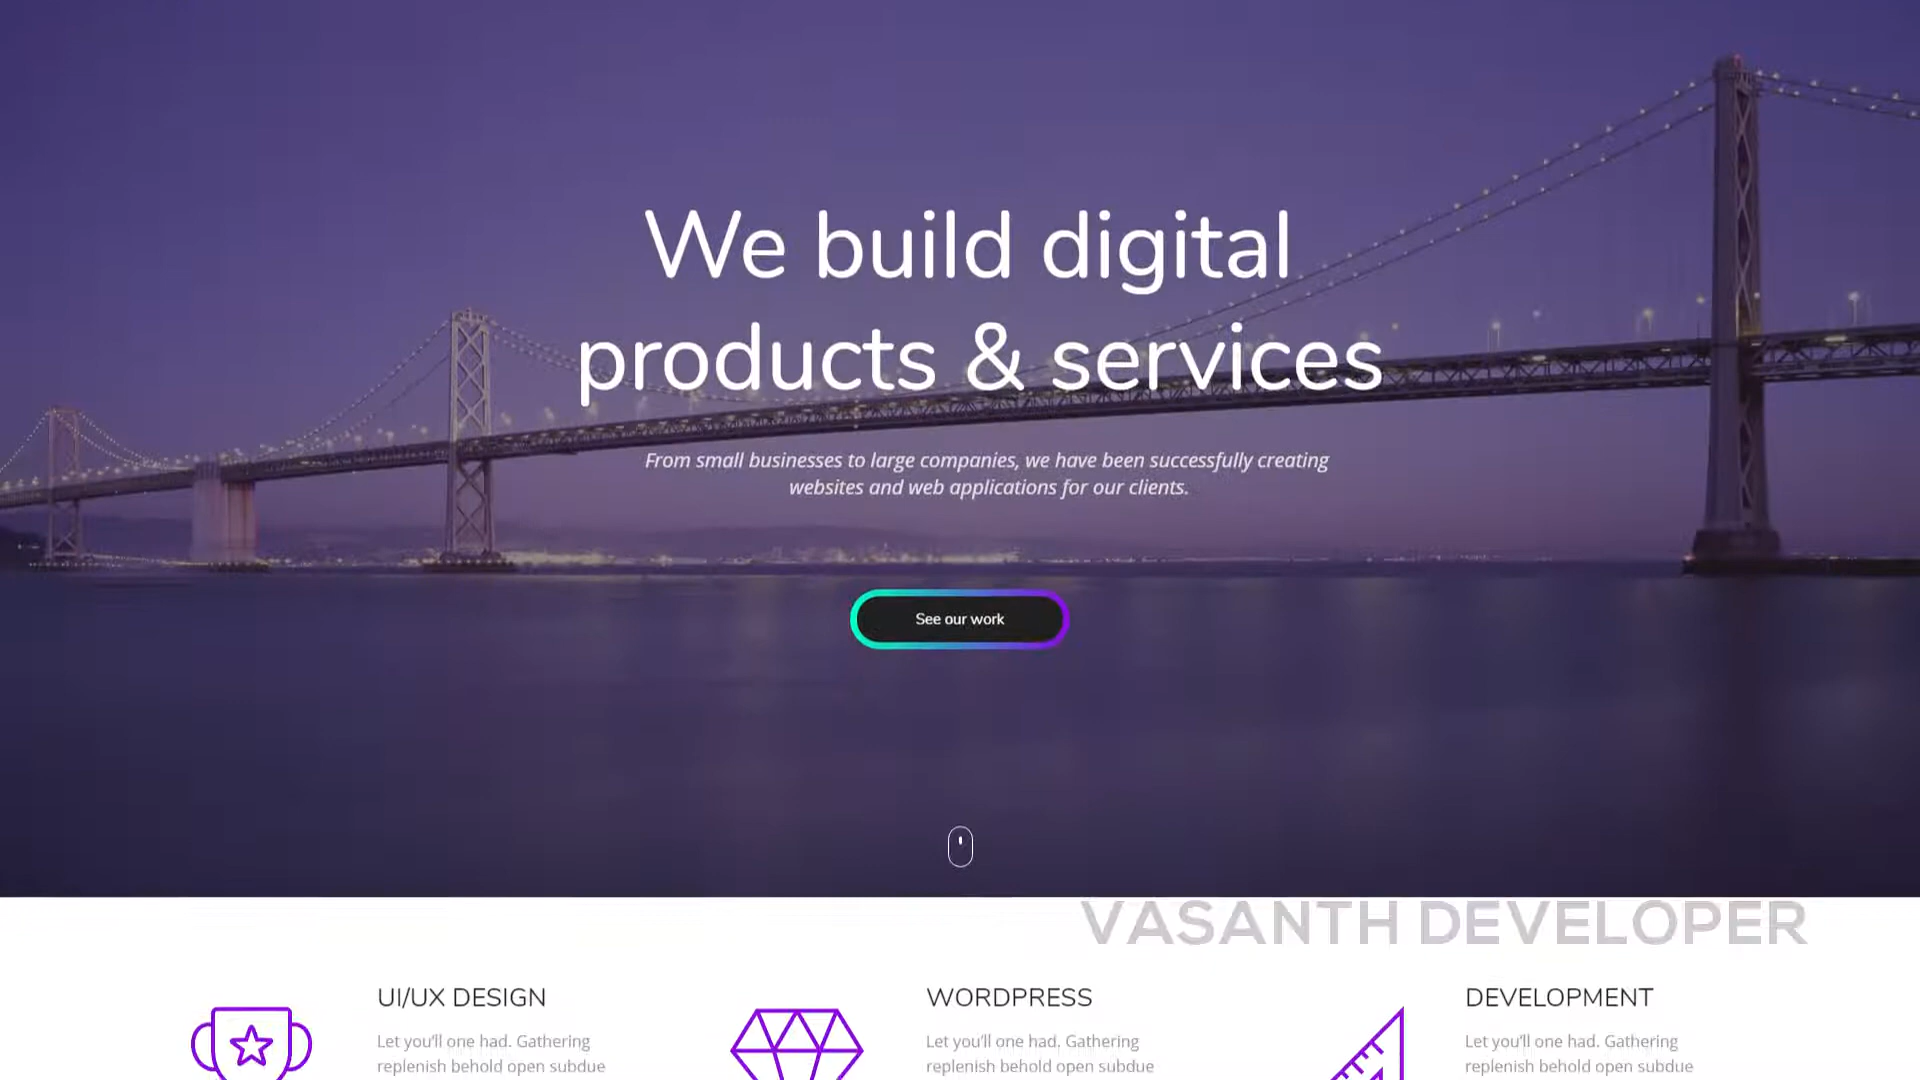 We build digital
products & services
From small businesses to large companies, we have been successfully creating
websites and web applications for our clients.
See our work
VASANTH DEVELOPER
UI/UX DESIGN
Let you'll one had. Gathering
replenish behold open subdue
WORDPRESS
Let you'll one had. Gathering
replenish behold open subdue
DEVELOPMENT
Let you'll one had. Gathering
replenish behold open subdue